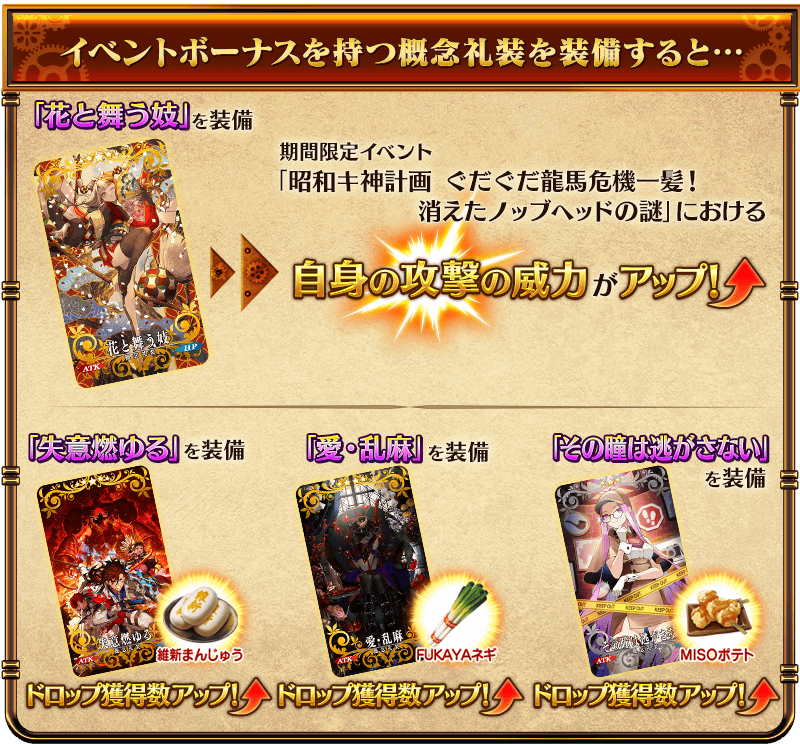 イベントボーナスを持つ概念礼装を装備すると…
「花と舞う妓」を装備
期間限定イベント
「昭和キ神計画 ぐだぐだ龍馬危機一髪!
消えたノッブヘッドの謎」における
自身の攻撃の威力がアップ!
花と舞う妓
ATK
HP
「失意燃ゆる」を装備
失意燃ゆる
ATK
維新まんじゅう
ドロップ獲得数アップ!
「愛・乱麻」を装備
愛・乱麻
ATK
FUKAYAネギ
ドロップ獲得数アップ!
「その瞳は逃がさない」
を装備
KEEP OUT
KEEP OUT
KEEP OUT
ATK
MISOポテト
ドロップ獲得数アップ!